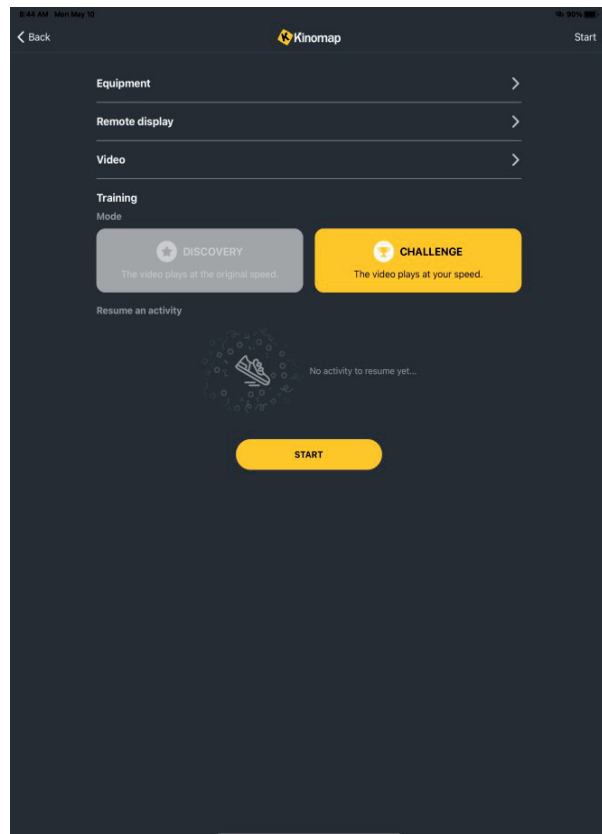 8:44 AM Mon May 10
90%
Back
Kinomap
Start
Equipment
Remote display
Video
Training
Mode
DISCOVERY
The video plays at the original speed.
CHALLENGE
The video plays at your speed.
Resume an activity
No activity to resume yet...
START